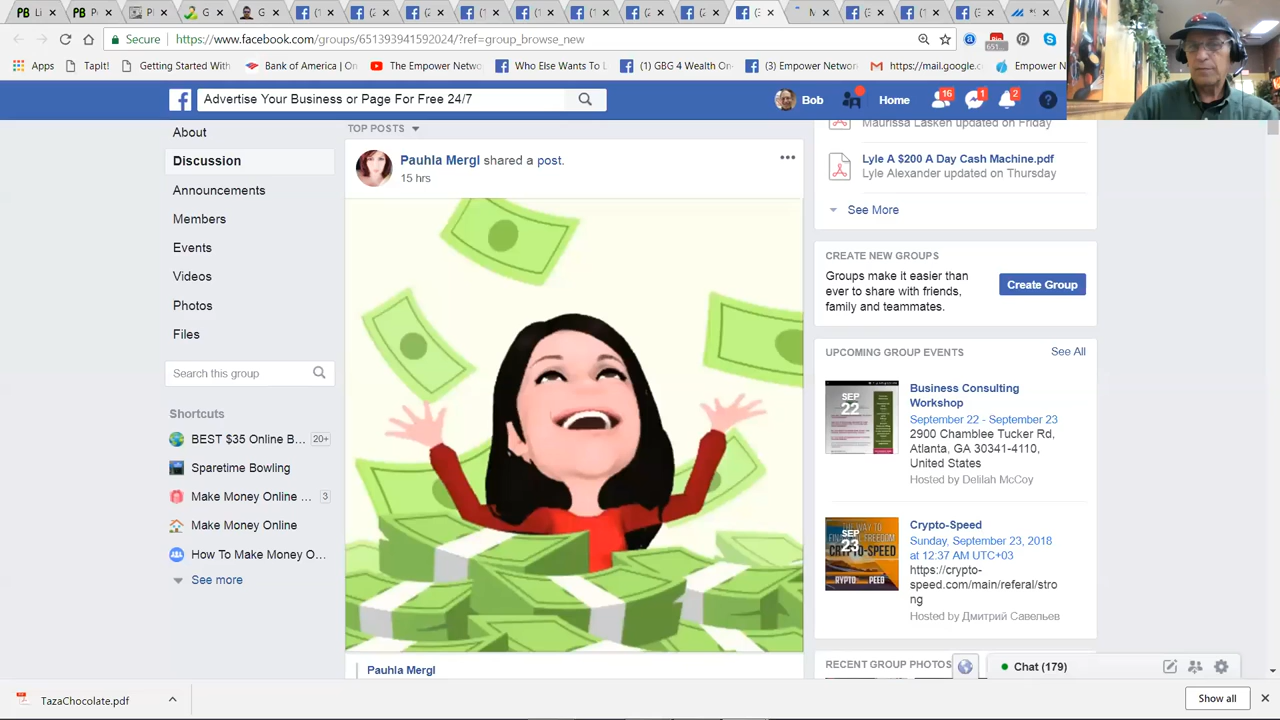 Li
P
G
G
M
Secure https://www.facebook.com/groups/651393941592024/?ref=group_browse_new
Apps TapIt! Getting Started With Bank of America | On The Empower Netw Who Else Wants To L (1) GBG 4 Wealth On (3) Empower Networ https://mail.google.c Empower N
Advertise Your Business or Page For Free 24/7
Bob Home 16 1 2
TOP POSTS
About
Discussion
Announcements
Members
Events
Videos
Photos
Files
Search this group
Shortcuts
BEST $35 Online B... 20+
Sparetime Bowling
Make Money Online ... 3
Make Money Online
How To Make Money O...
See more
Pauhla Mergl shared a post.
15 hrs
Pauhla Mergl
Maurissa Lasken updated on Friday
Lyle A $200 A Day Cash Machine.pdf
Lyle Alexander updated on Thursday
See More
CREATE NEW GROUPS
Groups make it easier than
ever to share with friends,
family and teammates.
Create Group
UPCOMING GROUP EVENTS See All
SEP
22
Business Consulting
Workshop
September 22 - September 23
2900 Chamblee Tucker Rd,
Atlanta, GA 30341-4110,
United States
Hosted by Delilah McCoy
SEP
23
Crypto-Speed
Sunday, September 23, 2018
at 12:37 AM UTC+03
https://crypto-
speed.com/main/referal/stro
ng
Hosted by Дмитрий Савельев
RECENT GROUP PHOTOS
Chat (179)
TazaChocolate.pdf
Show all